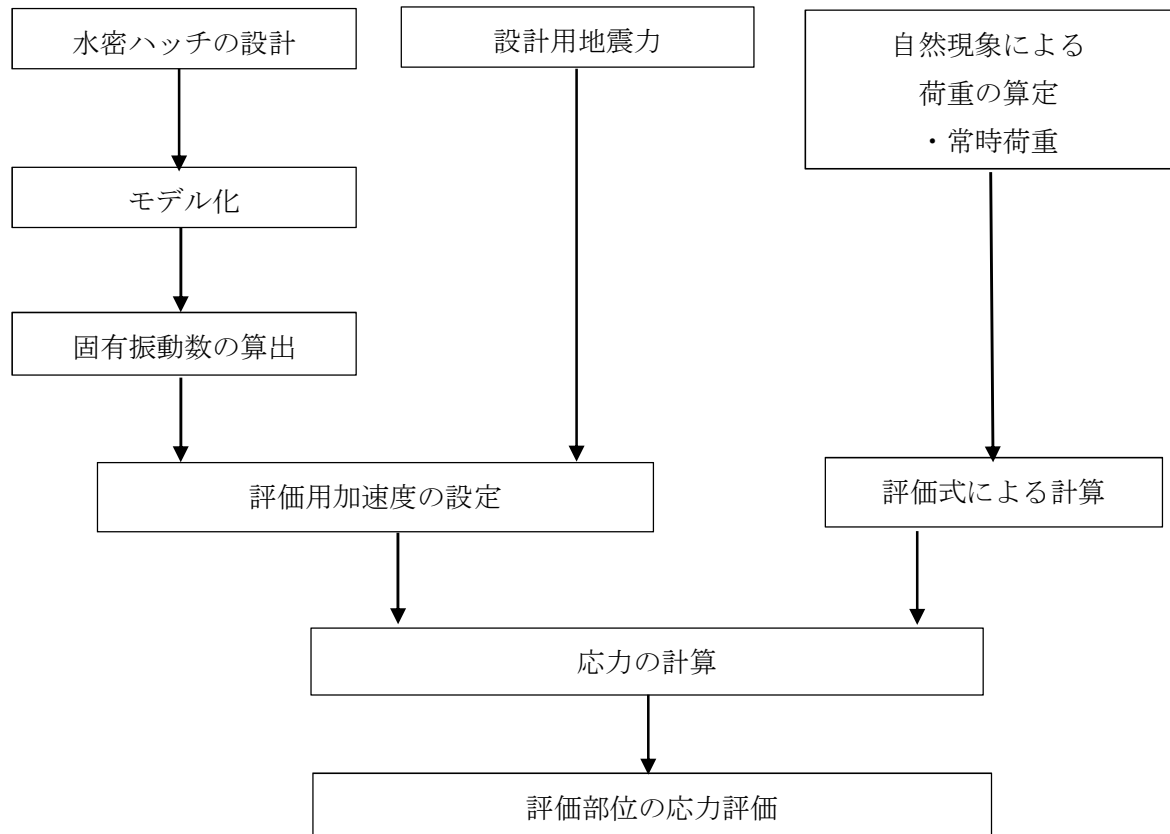 水密ハッチの設計
設計用地震力
自然現象による
荷重の算定
・常時荷重
モデル化
固有振動数の算出
評価用加速度の設定
評価式による計算
応力の計算
評価部位の応力評価